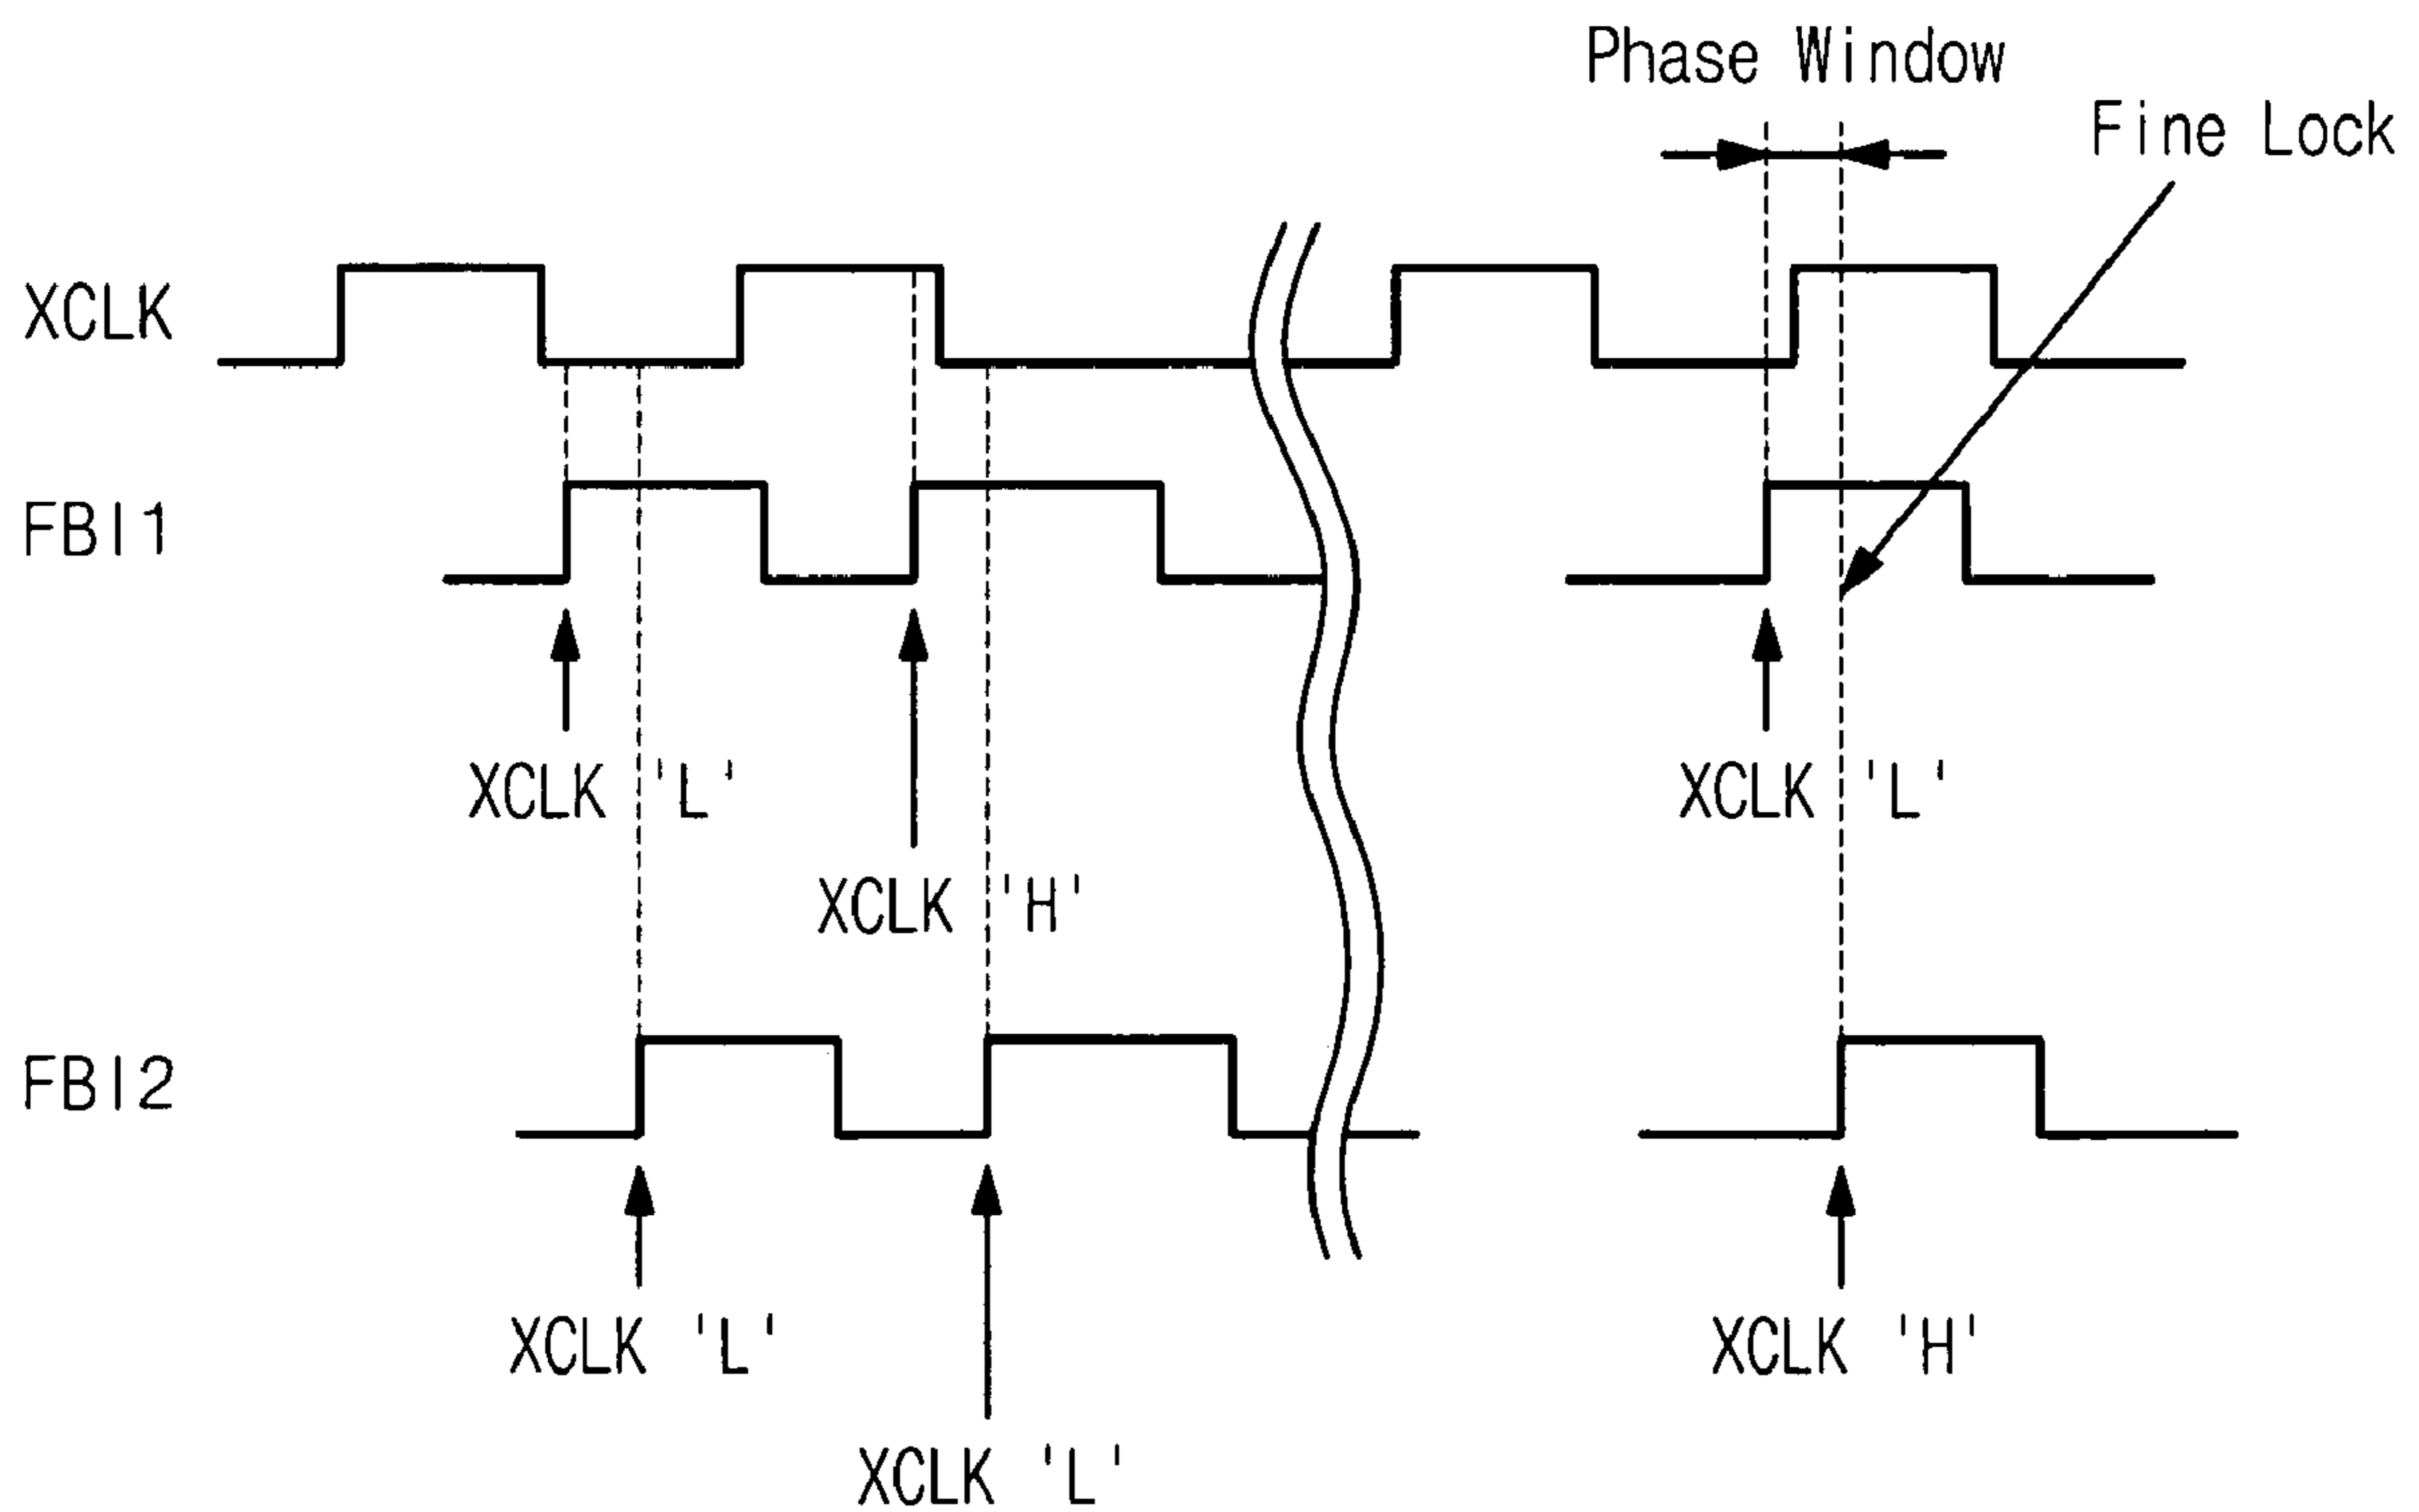 Phase Window
Fine Lock
XCLK
FBI1
XCLK 'L'
XCLK 'L'
XCLK 'H'
FBI2
XCLK 'L'
XCLK 'H'
XCLK 'L'